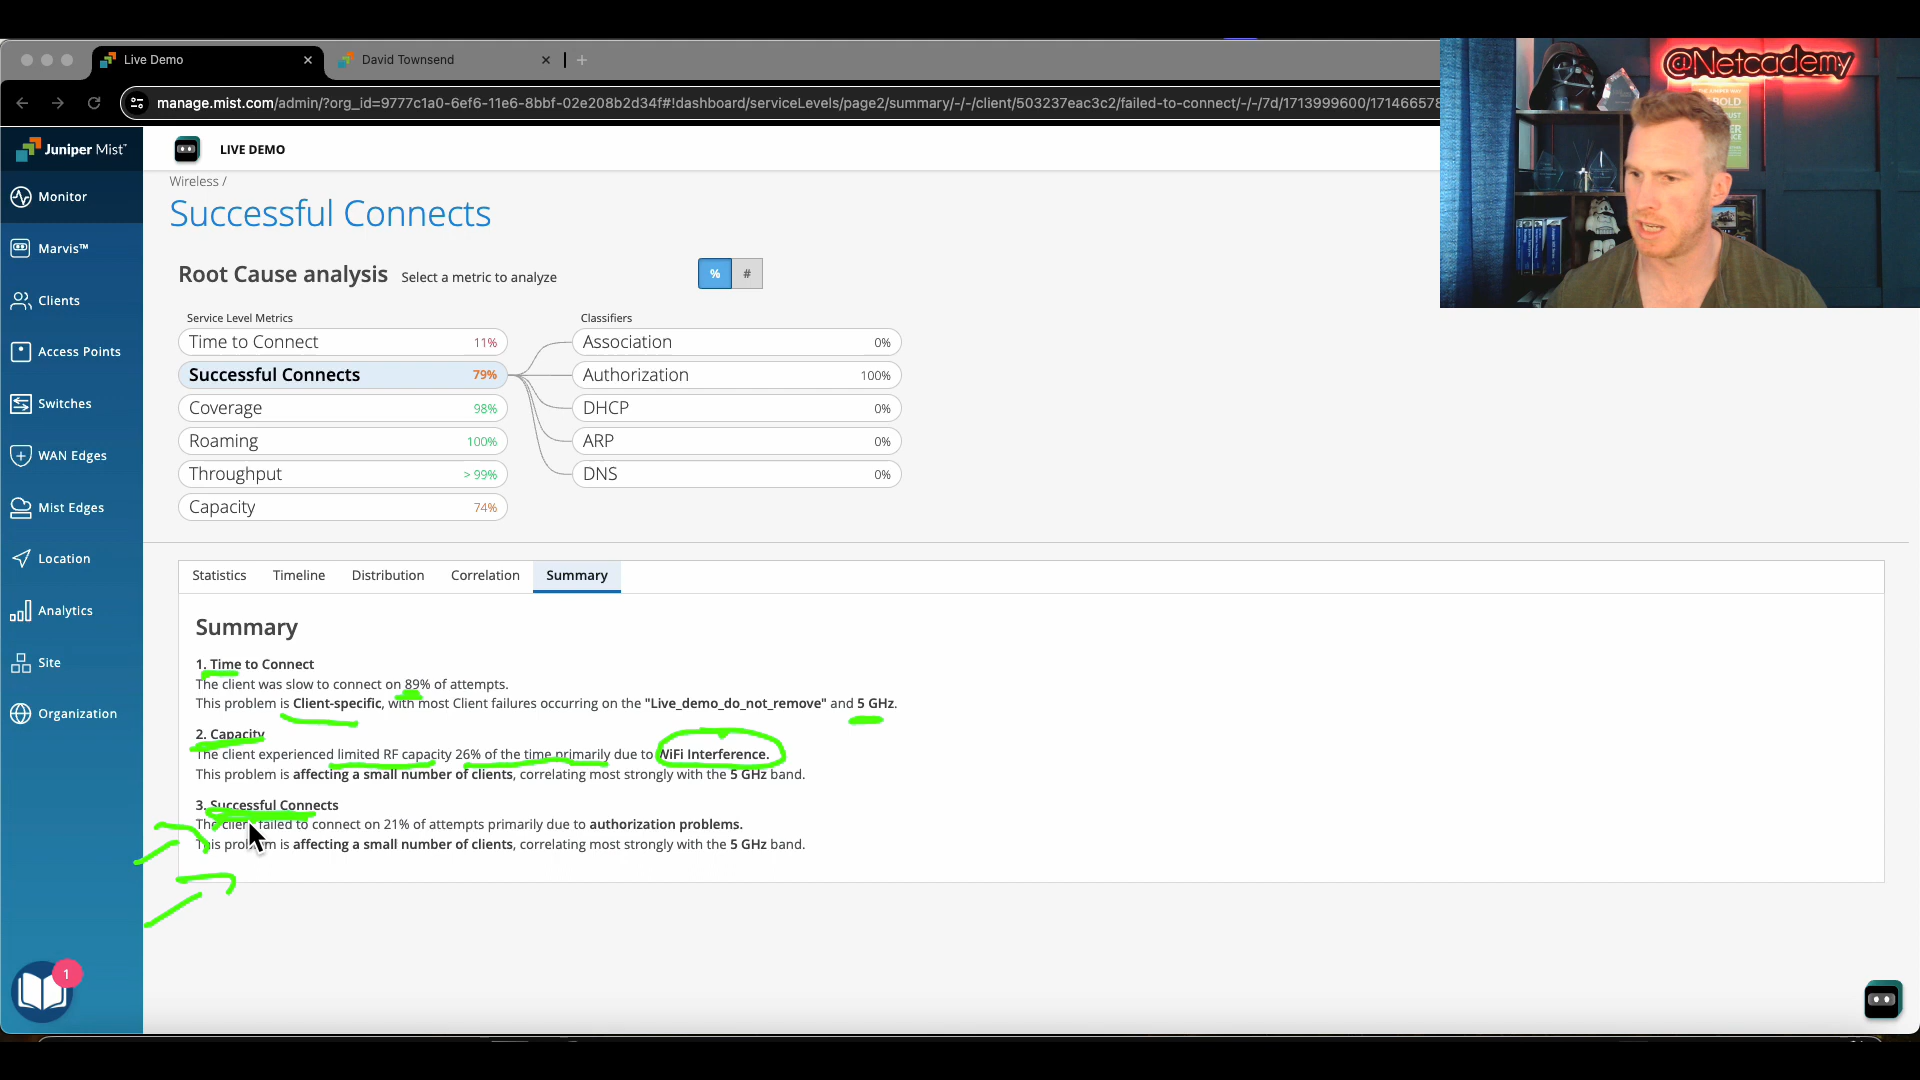 Live Demo
David Townsend
manage.mist.com/admin/?org_id=9777c1a0-6ef6-11e6-8bbf-02e208b2d34f#!dashboard/serviceLevels/page2/summary/-/-/client/503237eac3c2/failed-to-connect/-/-/7d/1713999600/171466578
@Netcademy
BOLD
Juniper Mist
LIVE DEMO
Monitor
Marvis™
Clients
Access Points
Switches
WAN Edges
Mist Edges
Location
Analytics
Site
Organization
1
Wireless /
Successful Connects
Root Cause analysis Select a metric to analyze
% #
Service Level Metrics Classifiers
Time to Connect 11% Association 0%
Successful Connects 79% Authorization 100%
Coverage 98% DHCP 0%
Roaming 100% ARP 0%
Throughput > 99% DNS 0%
Capacity 74%
Statistics Timeline Distribution Correlation Summary
Summary
1. Time to Connect
The client was slow to connect on 89% of attempts.
This problem is Client-specific, with most Client failures occurring on the "Live_demo_do_not_remove" and 5 GHz.
2. Capacity
The client experienced limited RF capacity 26% of the time primarily due to WiFi Interference.
This problem is affecting a small number of clients, correlating most strongly with the 5 GHz band.
3. Successful Connects
The client failed to connect on 21% of attempts primarily due to authorization problems.
This problem is affecting a small number of clients, correlating most strongly with the 5 GHz band.